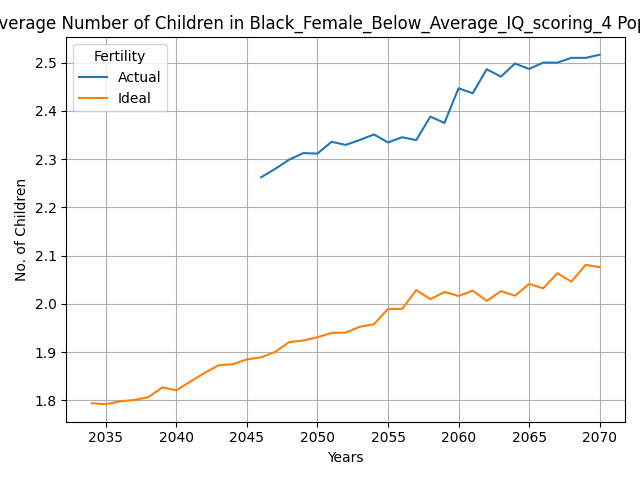 verage Number of Children in Black_Female_Below_Average_IQ_scoring_4 Pop
Fertility
Actual
Ideal
2.5
2.4
2.3
2.2
2.1
2.0
1.9
1.8
No. of Children
2035 2040 2045 2050 2055 2060 2065 2070
Years